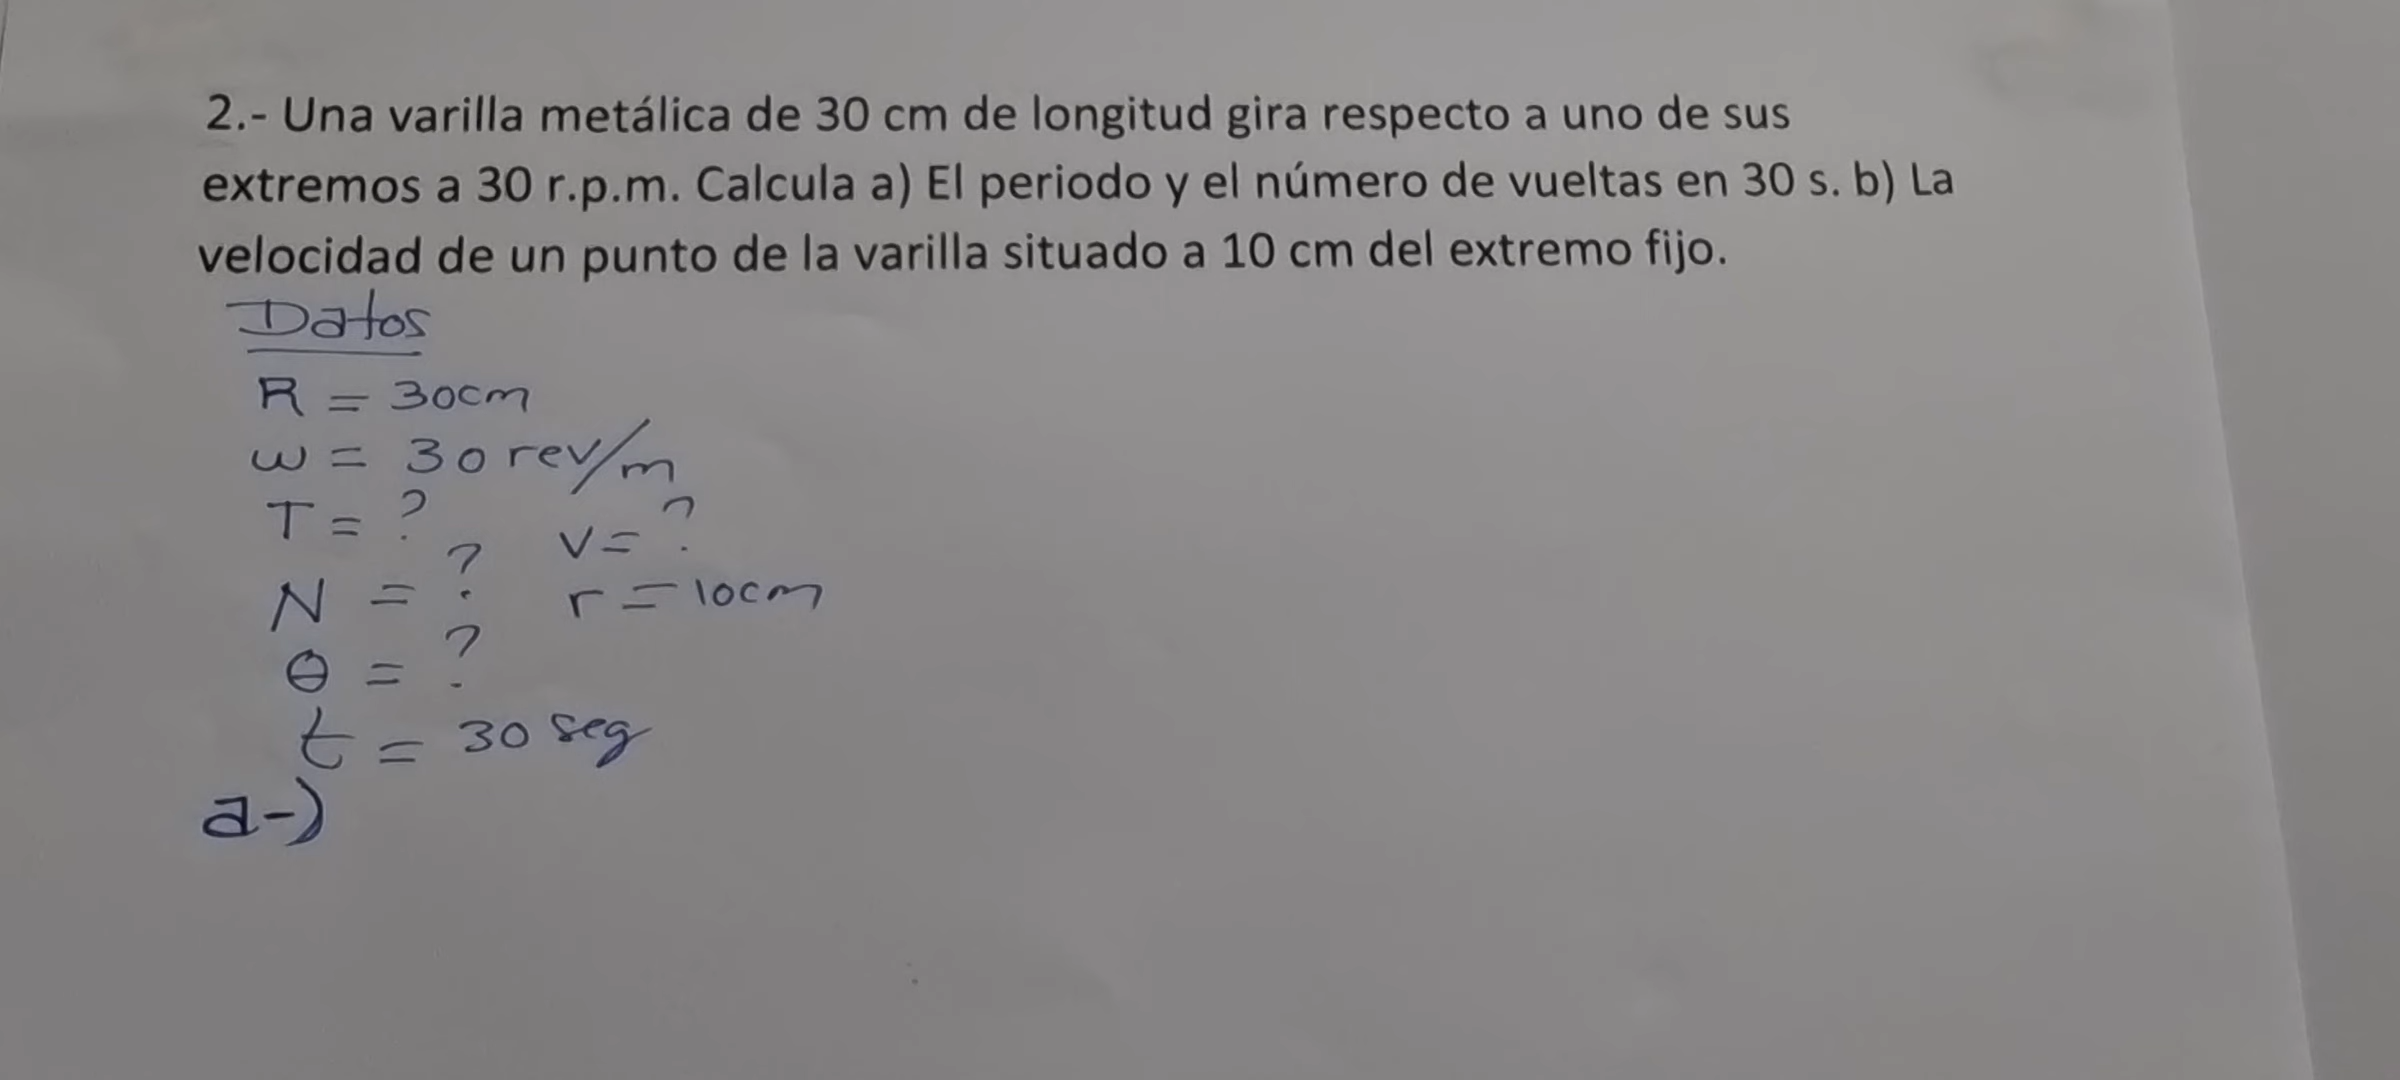 2.- Una varilla metálica de 30 cm de longitud gira respecto a uno de sus
extremos a 30 r.p.m. Calcula a) El periodo y el número de vueltas en 30 s. b) La
velocidad de un punto de la varilla situado a 10 cm del extremo fijo.
Datos
R = 30cm
ω = 30 rev/m
T = ?
v = ?
N = ?
r = 10cm
θ = ?
t = 30 seg
a-)